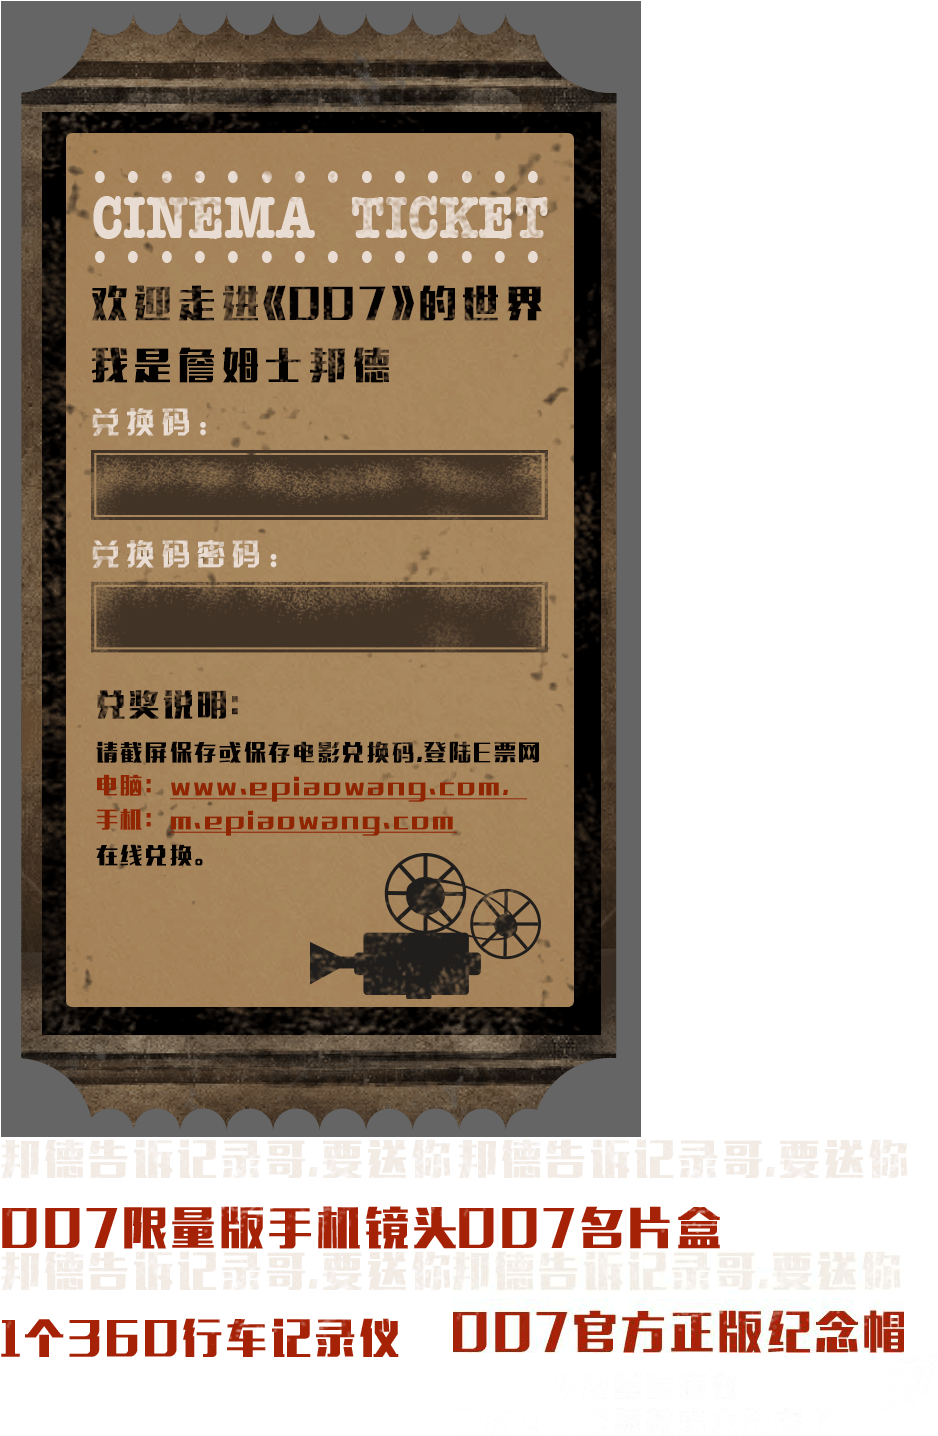 CINEMA TICKET
欢迎走进《007》的世界
我是詹姆士邦德
兑换码：
兑换码密码：
兑奖说明：
请截屏保存或保存电影兑换码,登陆E票网
电脑： www.epiaowang.com,
手机： m.epiaowang.com
在线兑换。
邦德告诉记录哥,要送你 邦德告诉记录哥,要送你
007限量版手机镜头 007名片盒
邦德告诉记录哥,要送你 邦德告诉记录哥,要送你
1个360行车记录仪 007官方正版纪念帽